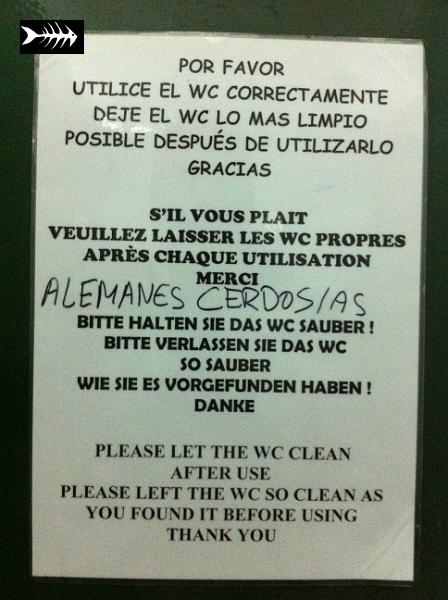 POR FAVOR
UTILICE EL WC CORRECTAMENTE
DEJE EL WC LO MAS LIMPIO
POSIBLE DESPUÉS DE UTILIZARLO
GRACIAS
S'IL VOUS PLAIT
VEUILLEZ LAISSER LES WC PROPRES
APRÈS CHAQUE UTILISATION
MERCI
ALEMANES CERDOS/AS
BITTE HALTEN SIE DAS WC SAUBER !
BITTE VERLASSEN SIE DAS WC
SO SAUBER
WIE SIE ES VORGEFUNDEN HABEN !
DANKE
PLEASE LET THE WC CLEAN
AFTER USE
PLEASE LEFT THE WC SO CLEAN AS
YOU FOUND IT BEFORE USING
THANK YOU